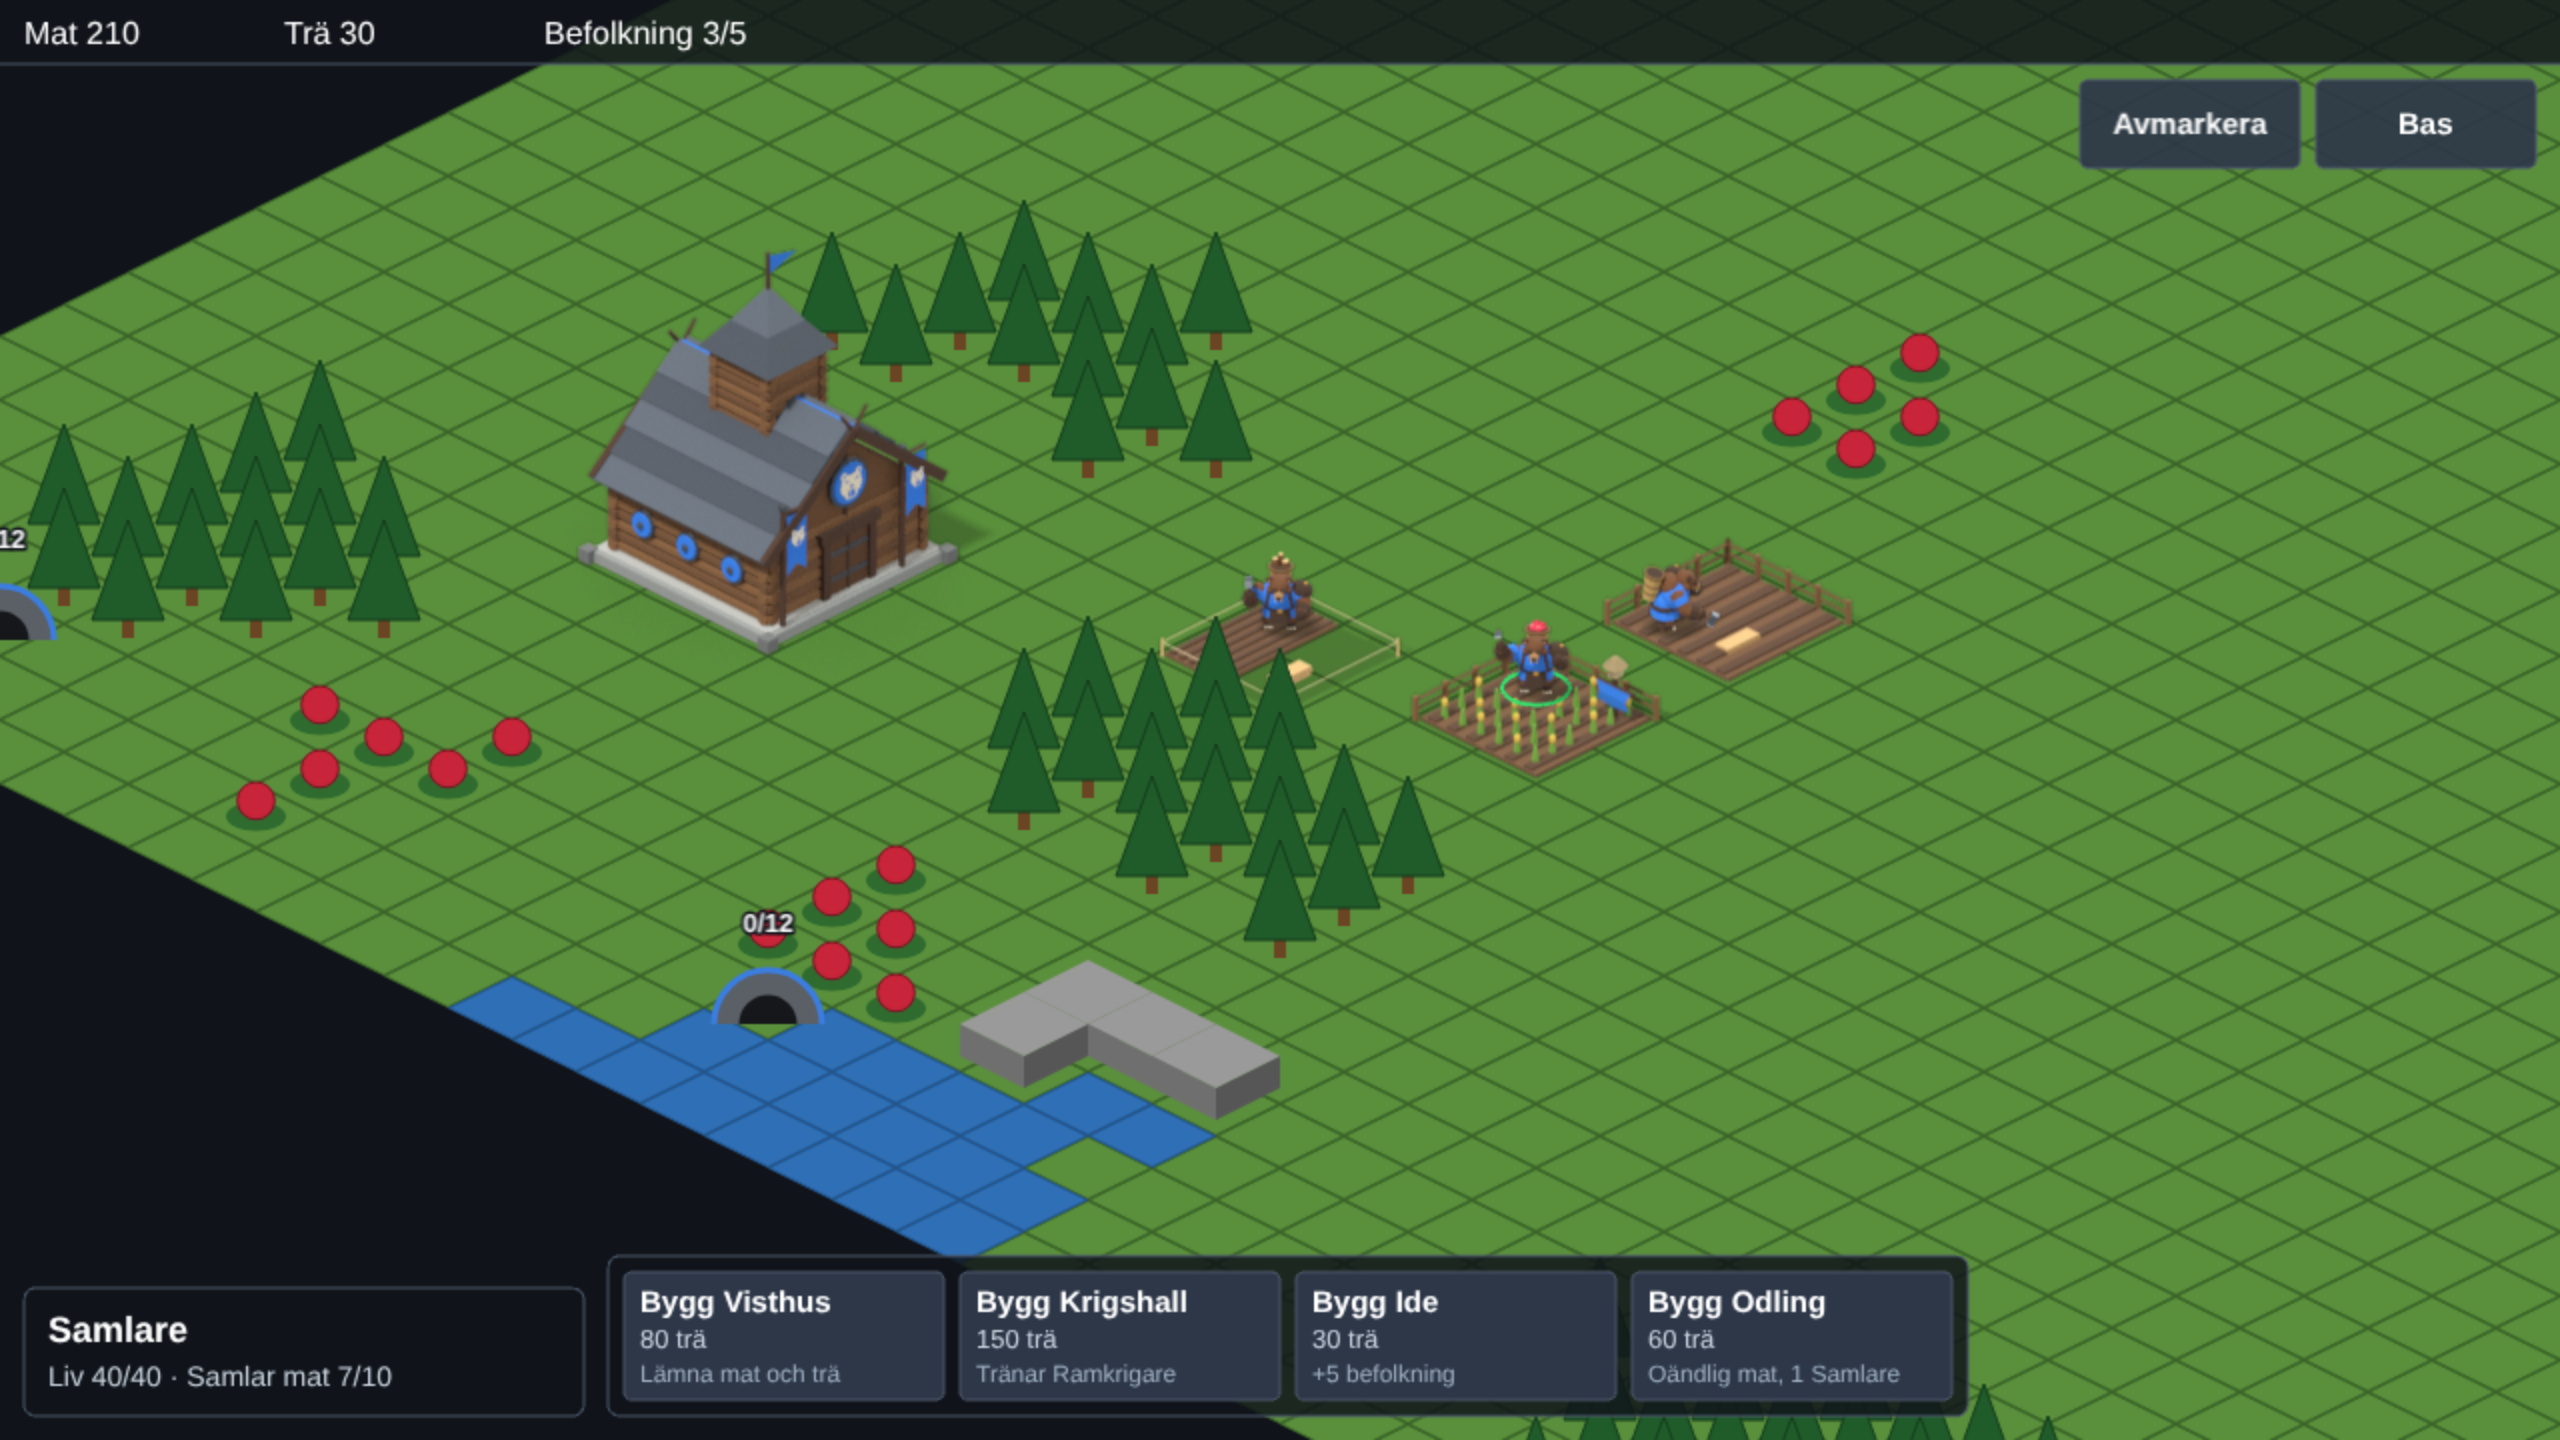 Mat 210
Trä 30
Befolkning 3/5
Avmarkera
Bas
12
0/12
Samlare
Liv 40/40 · Samlar mat 7/10
Bygg Visthus
80 trä
Lämna mat och trä
Bygg Krigshall
150 trä
Tränar Ramkrigare
Bygg Ide
30 trä
+5 befolkning
Bygg Odling
60 trä
Oändlig mat, 1 Samlare